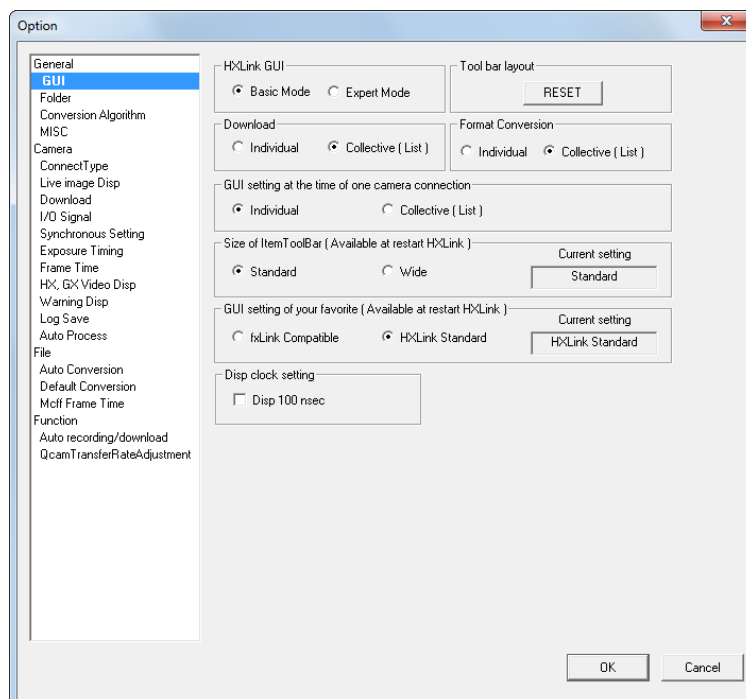 Option
General
GUI
Folder
Conversion Algorithm
MISC
Camera
ConnectType
Live image Disp
Download
I/O Signal
Synchronous Setting
Exposure Timing
Frame Time
HX, GX Video Disp
Warning Disp
Log Save
Auto Process
File
Auto Conversion
Default Conversion
Mcff Frame Time
Function
Auto recording/download
QcamTransferRateAdjustment
HXLink GUI
Basic Mode Expert Mode
Tool bar layout
RESET
Download
Individual Collective ( List )
Format Conversion
Individual Collective ( List )
GUI setting at the time of one camera connection
Individual Collective ( List )
Size of ItemToolBar ( Available at restart HXLink )
Standard Wide
Current setting
Standard
GUI setting of your favorite ( Available at restart HXLink )
fxLink Compatible HXLink Standard
Current setting
HXLink Standard
Disp clock setting
Disp 100 nsec
OK Cancel